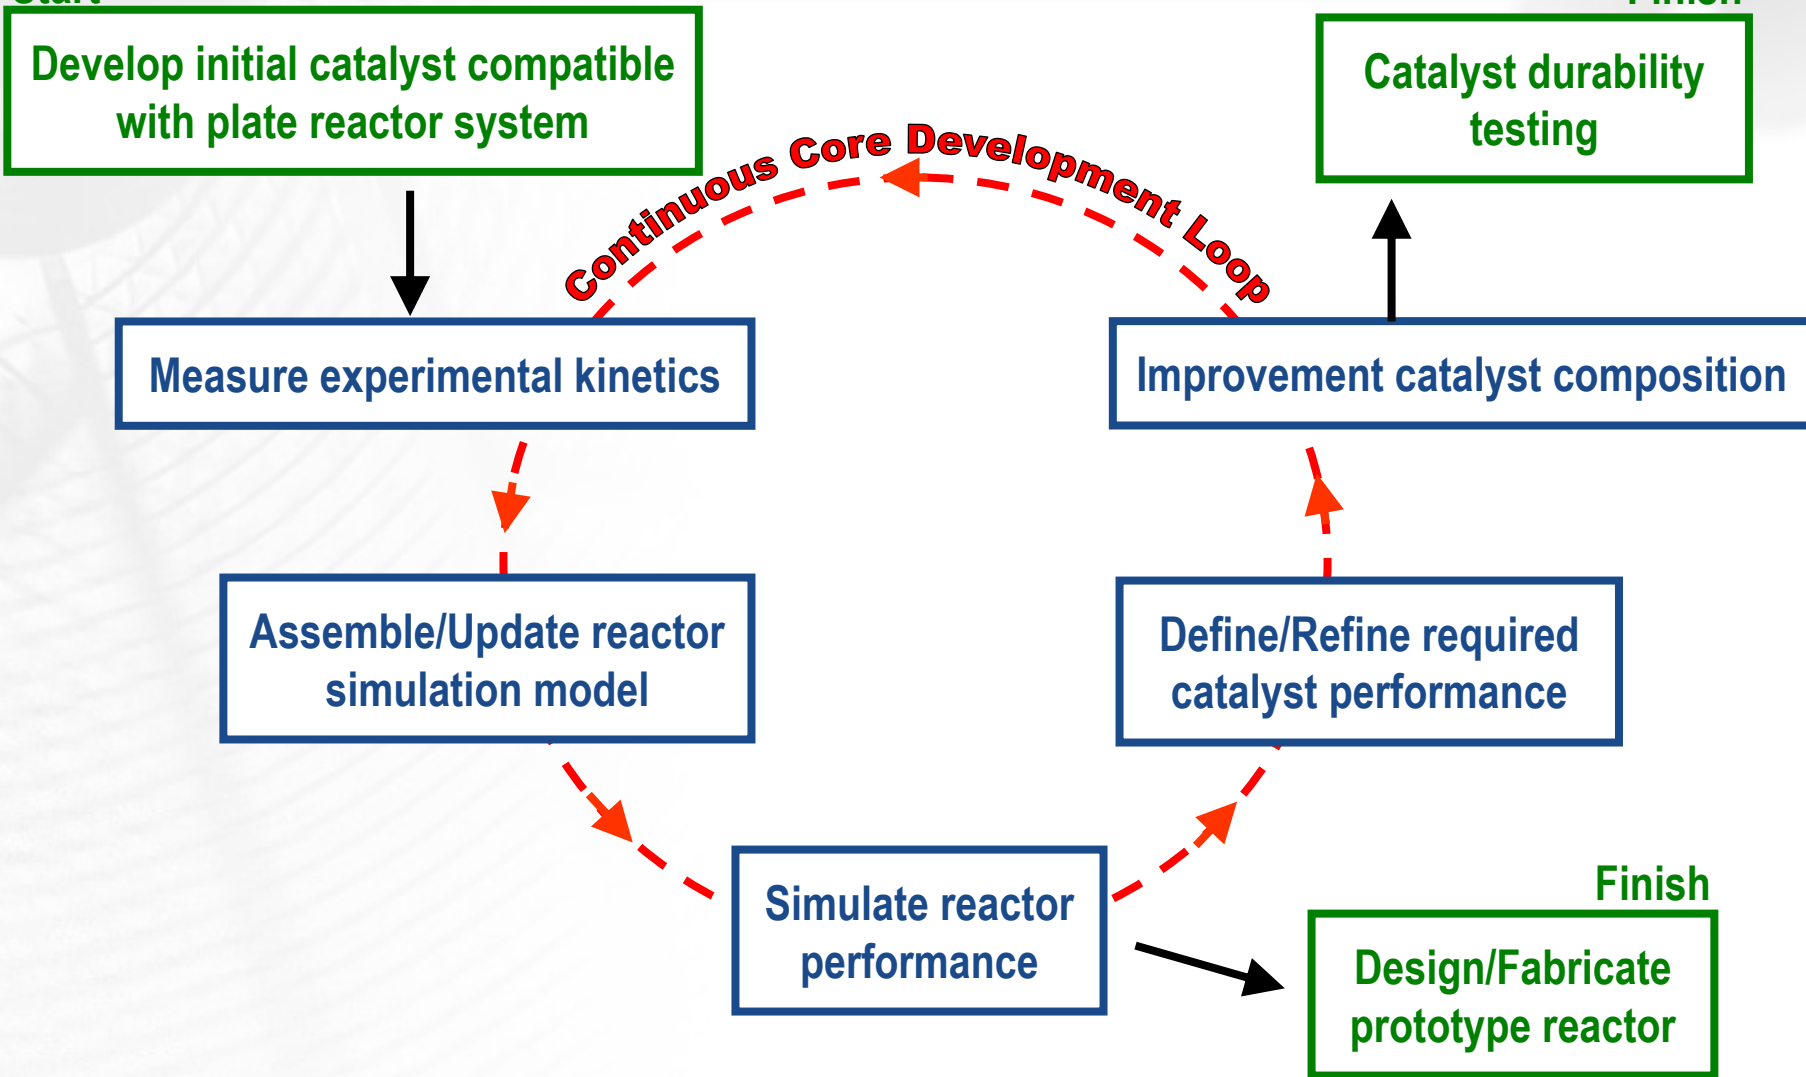 Start
Finish
Develop initial catalyst compatible
with plate reactor system
Catalyst durability
testing
Continuous Core Development Loop
Measure experimental kinetics
Improvement catalyst composition
Assemble/Update reactor
simulation model
Define/Refine required
catalyst performance
Simulate reactor
performance
Finish
Design/Fabricate
prototype reactor